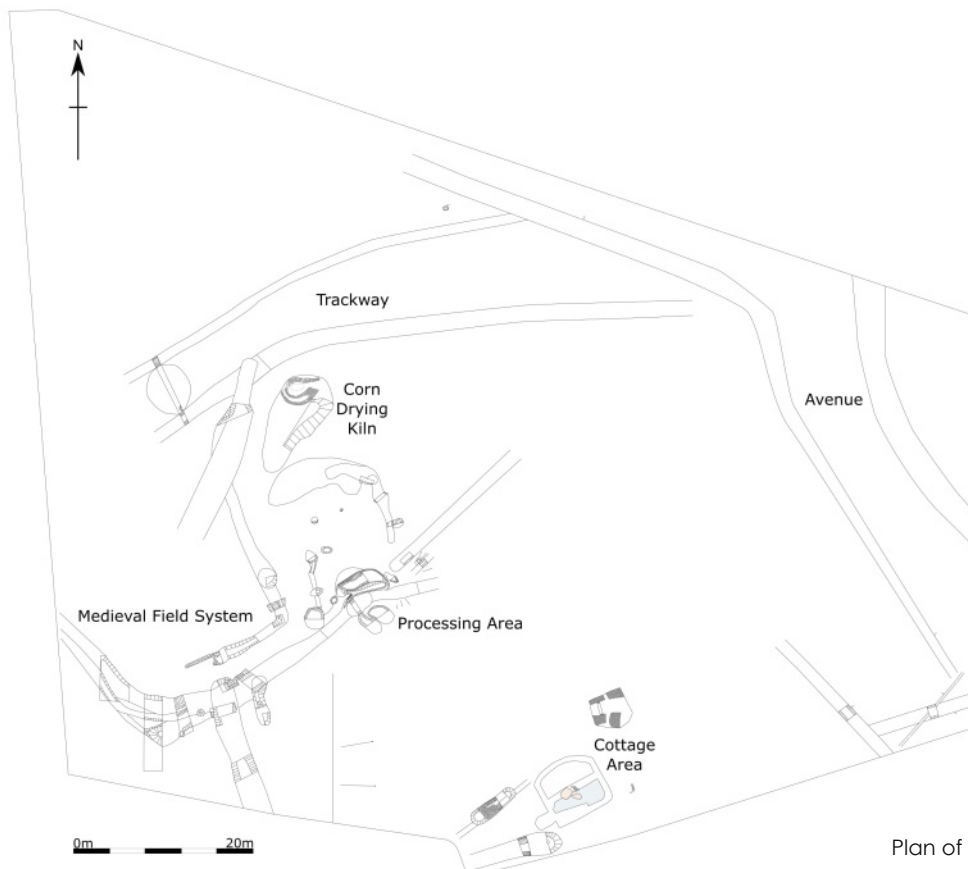 N
Trackway
Corn
Drying
Kiln
Avenue
Medieval Field System
Processing Area
Cottage
Area
0m 20m
Plan of